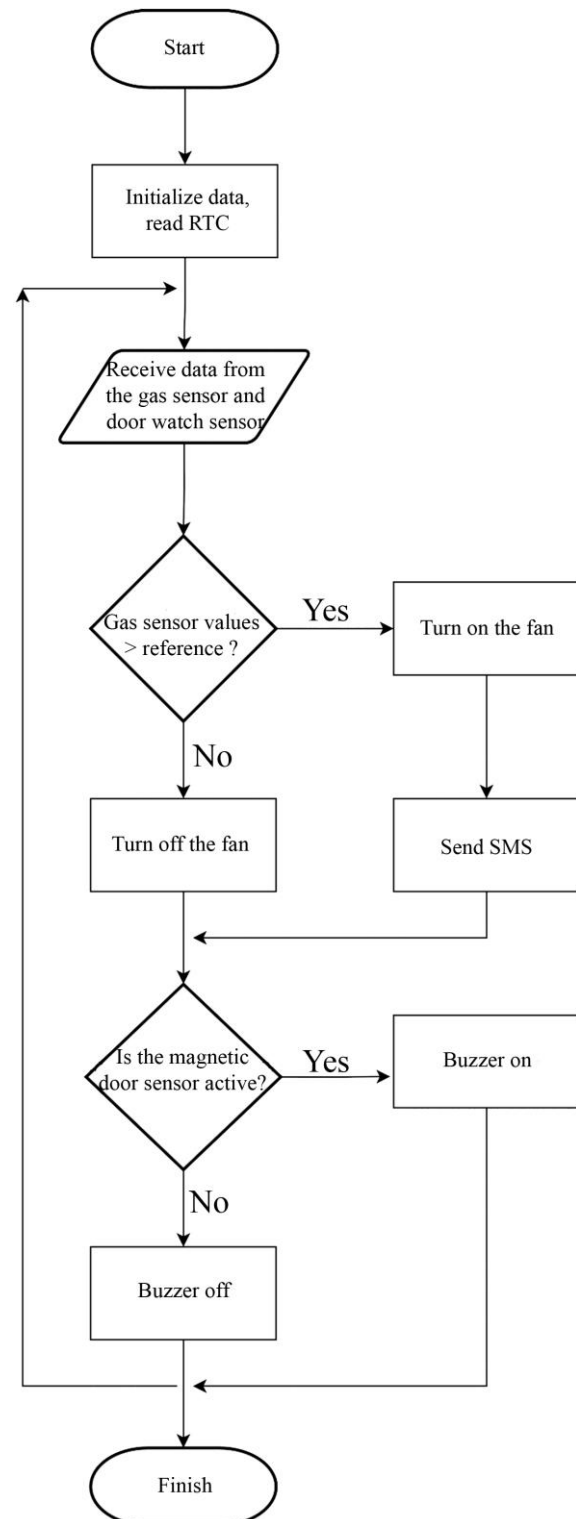 Start
Initialize data,
read RTC
Receive data from
the gas sensor and
door watch sensor
Gas sensor values
> reference ?
Yes
Turn on the fan
No
Turn off the fan
Send SMS
Is the magnetic
door sensor active?
Yes
Buzzer on
No
Buzzer off
Finish